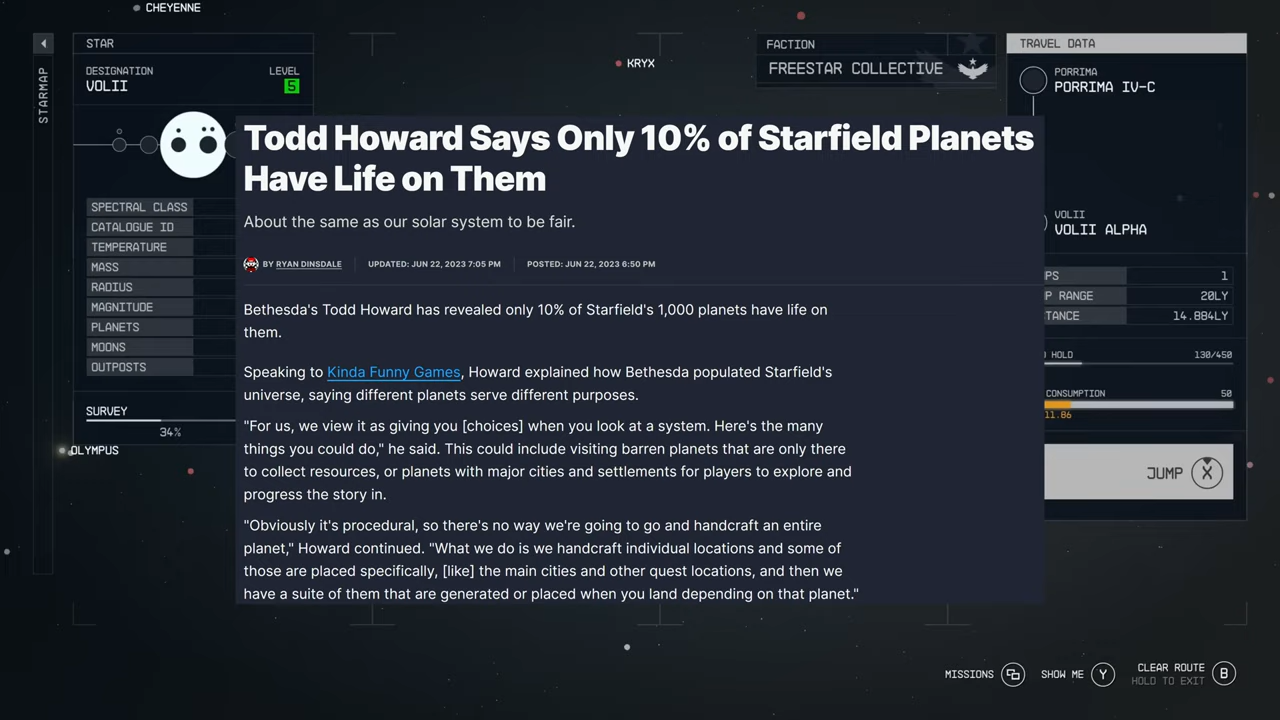 CHEYENNE
STAR
STARMAP
DESIGNATION
VOLII
LEVEL
5
KRYX
FACTION
FREESTAR COLLECTIVE
TRAVEL DATA
PORRIMA
PORRIMA IV-C
VOLII
VOLII ALPHA
SPECTRAL CLASS
CATALOGUE ID
TEMPERATURE
MASS
RADIUS
MAGNITUDE
PLANETS
MOONS
OUTPOSTS
SURVEY
34%
OLYMPUS
Todd Howard Says Only 10% of Starfield Planets
Have Life on Them
About the same as our solar system to be fair.
BY RYAN DINSDALE
UPDATED: JUN 22, 2023 7:05 PM
POSTED: JUN 22, 2023 6:50 PM
Bethesda's Todd Howard has revealed only 10% of Starfield's 1,000 planets have life on
them.
Speaking to Kinda Funny Games, Howard explained how Bethesda populated Starfield's
universe, saying different planets serve different purposes.
"For us, we view it as giving you [choices] when you look at a system. Here's the many
things you could do," he said. This could include visiting barren planets that are only there
to collect resources, or planets with major cities and settlements for players to explore and
progress the story in.
"Obviously it's procedural, so there's no way we're going to go and handcraft an entire
planet," Howard continued. "What we do is we handcraft individual locations and some of
those are placed specifically, [like] the main cities and other quest locations, and then we
have a suite of them that are generated or placed when you land depending on that planet."
PS 1
P RANGE 20LY
TANCE 14.884LY
HOLD 130/450
CONSUMPTION 50
11.86
JUMP X
MISSIONS
SHOW ME Y
CLEAR ROUTE B
HOLD TO EXIT